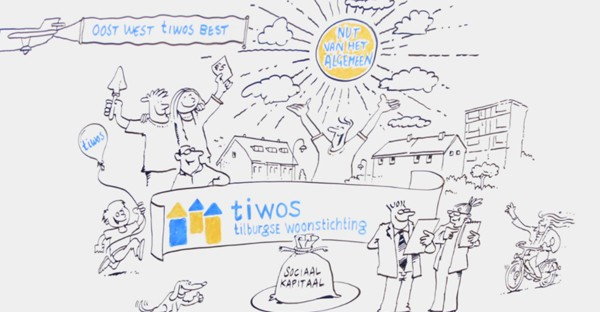 OOST WEST tiWOS BEST
NUT
VAN HET
ALGEMEEN
tiwos
tiwos
tilburgse woonstichting
SOCIAAL
KAPITAAL